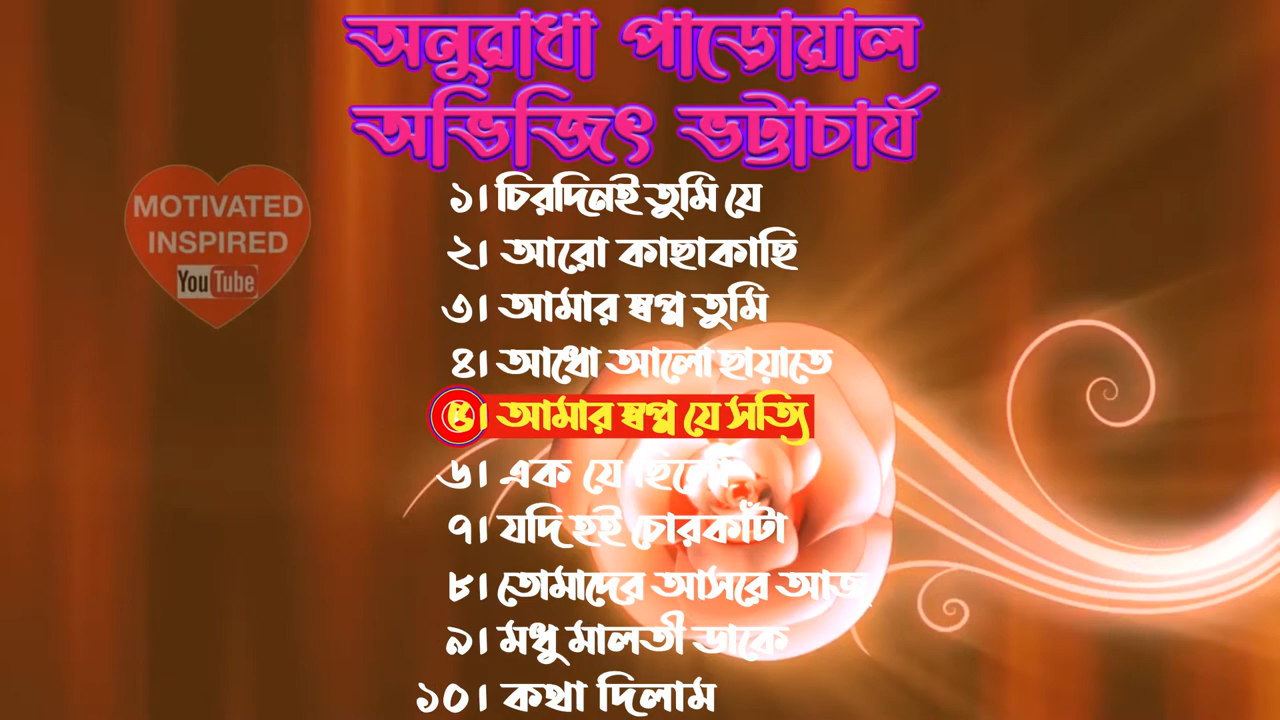 অনুরাধা পাড়োয়াল
অভিজিৎ ভট্টাচার্য
MOTIVATED
INSPIRED
YouTube
১। চিরদিনই তুমি যে
২। আরো কাছাকাছি
৩। আমার স্বপ্ন তুমি
৪। আধো আলো ছায়াতে
৫। আমার স্বপ্ন যে সত্যি
৬। এক যে ছিলো
৭। যদি হই চোরকাঁটা
৮। তোমাদের আসরে আজ
৯। মধু মালতী ডাকে
১০। কথা দিলাম